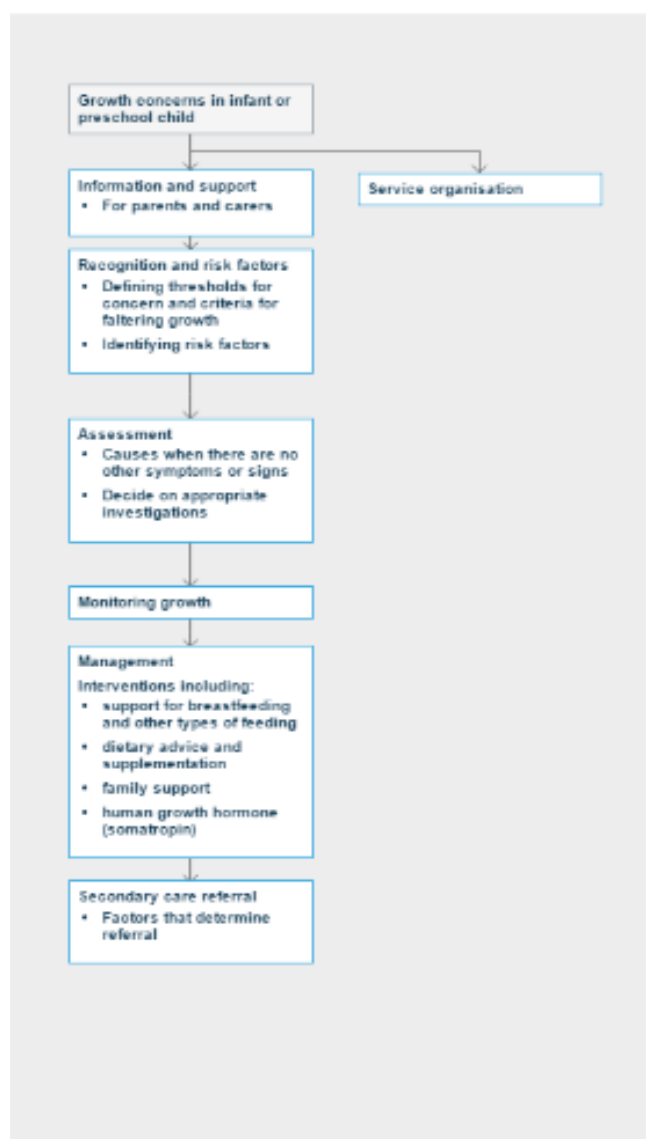 Growth concerns in infant or
preschool child
Information and support
▪ For parents and carers
Service organisation
Recognition and risk factors
▪ Defining thresholds for
concern and criteria for
faltering growth
▪ Identifying risk factors
Assessment
▪ Causes when there are no
other symptoms or signs
▪ Decide on appropriate
investigations
Monitoring growth
Management
Interventions including:
▪ support for breastfeeding
and other types of feeding
▪ dietary advice and
supplementation
▪ family support
▪ human growth hormone
(somatropin)
Secondary care referral
▪ Factors that determine
referral